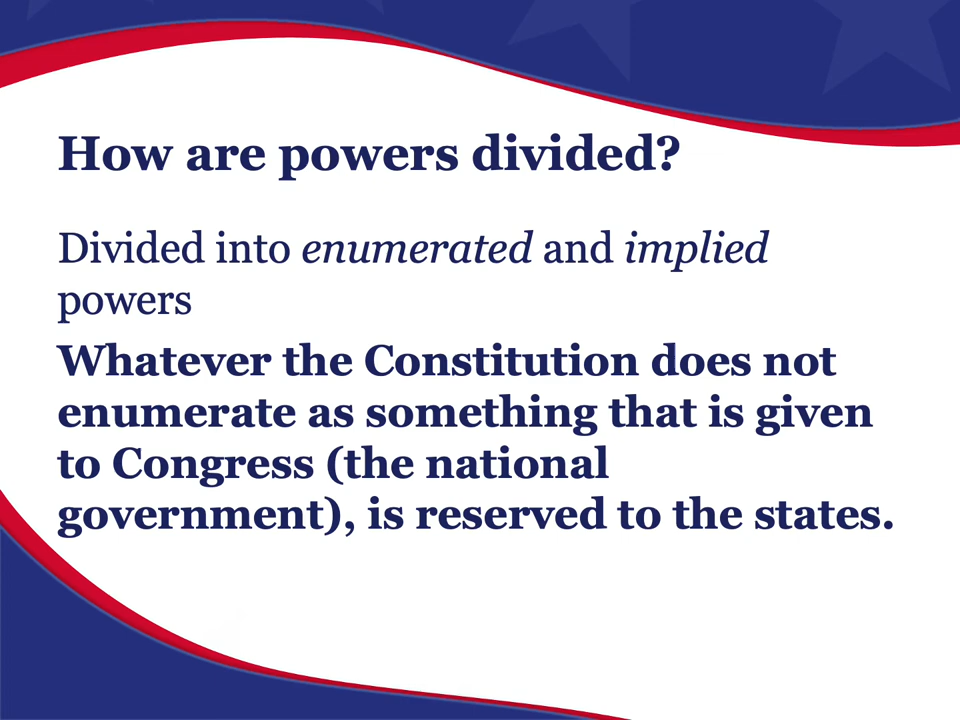 How are powers divided?
Divided into enumerated and implied
powers
Whatever the Constitution does not
enumerate as something that is given
to Congress (the national
government), is reserved to the states.